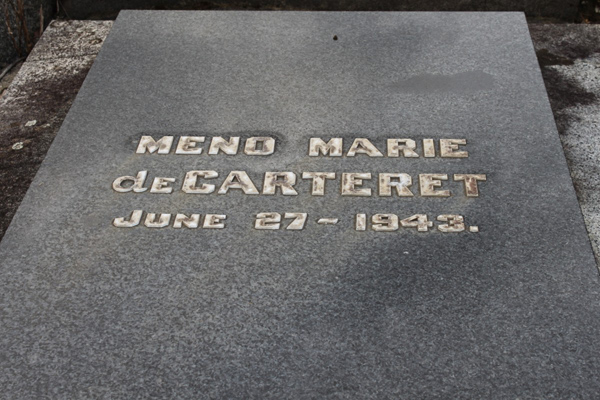 MENO MARIE
deCARTERET
JUNE 27-1943.